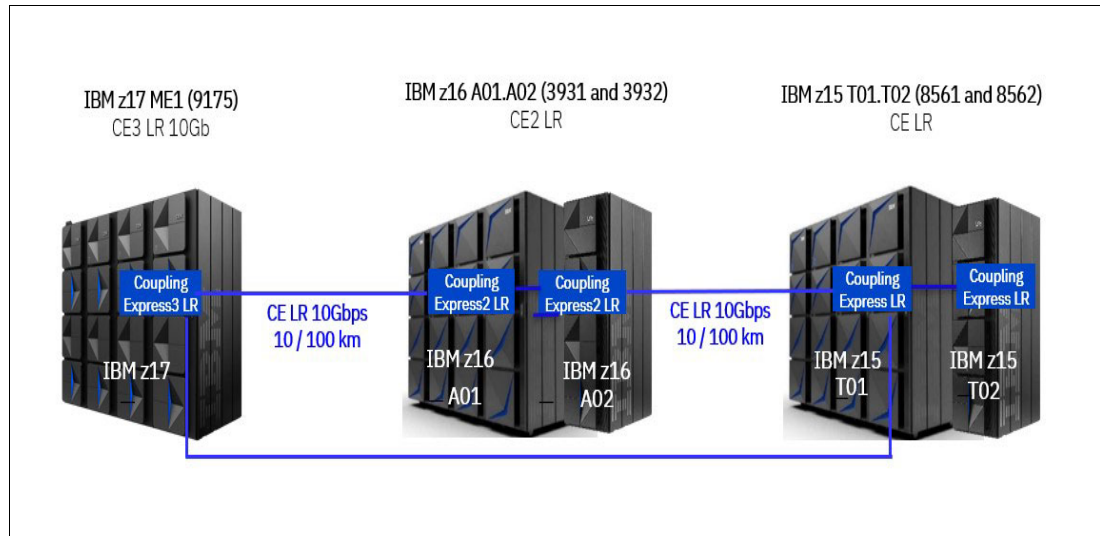 IBM z17 ME1 (9175)
CE3 LR 10Gb
IBM z16 A01.A02 (3931 and 3932)
CE2 LR
IBM z15 T01.T02 (8561 and 8562)
CE LR
Coupling
Express3 LR
CE LR 10Gbps
10 / 100 km
Coupling
Express2 LR
Coupling
Express2 LR
CE LR 10Gbps
10 / 100 km
Coupling
Express LR
Coupling
Express LR
IBM z17
IBM z16
A01
IBM z16
A02
IBM z15
T01
IBM z15
T02